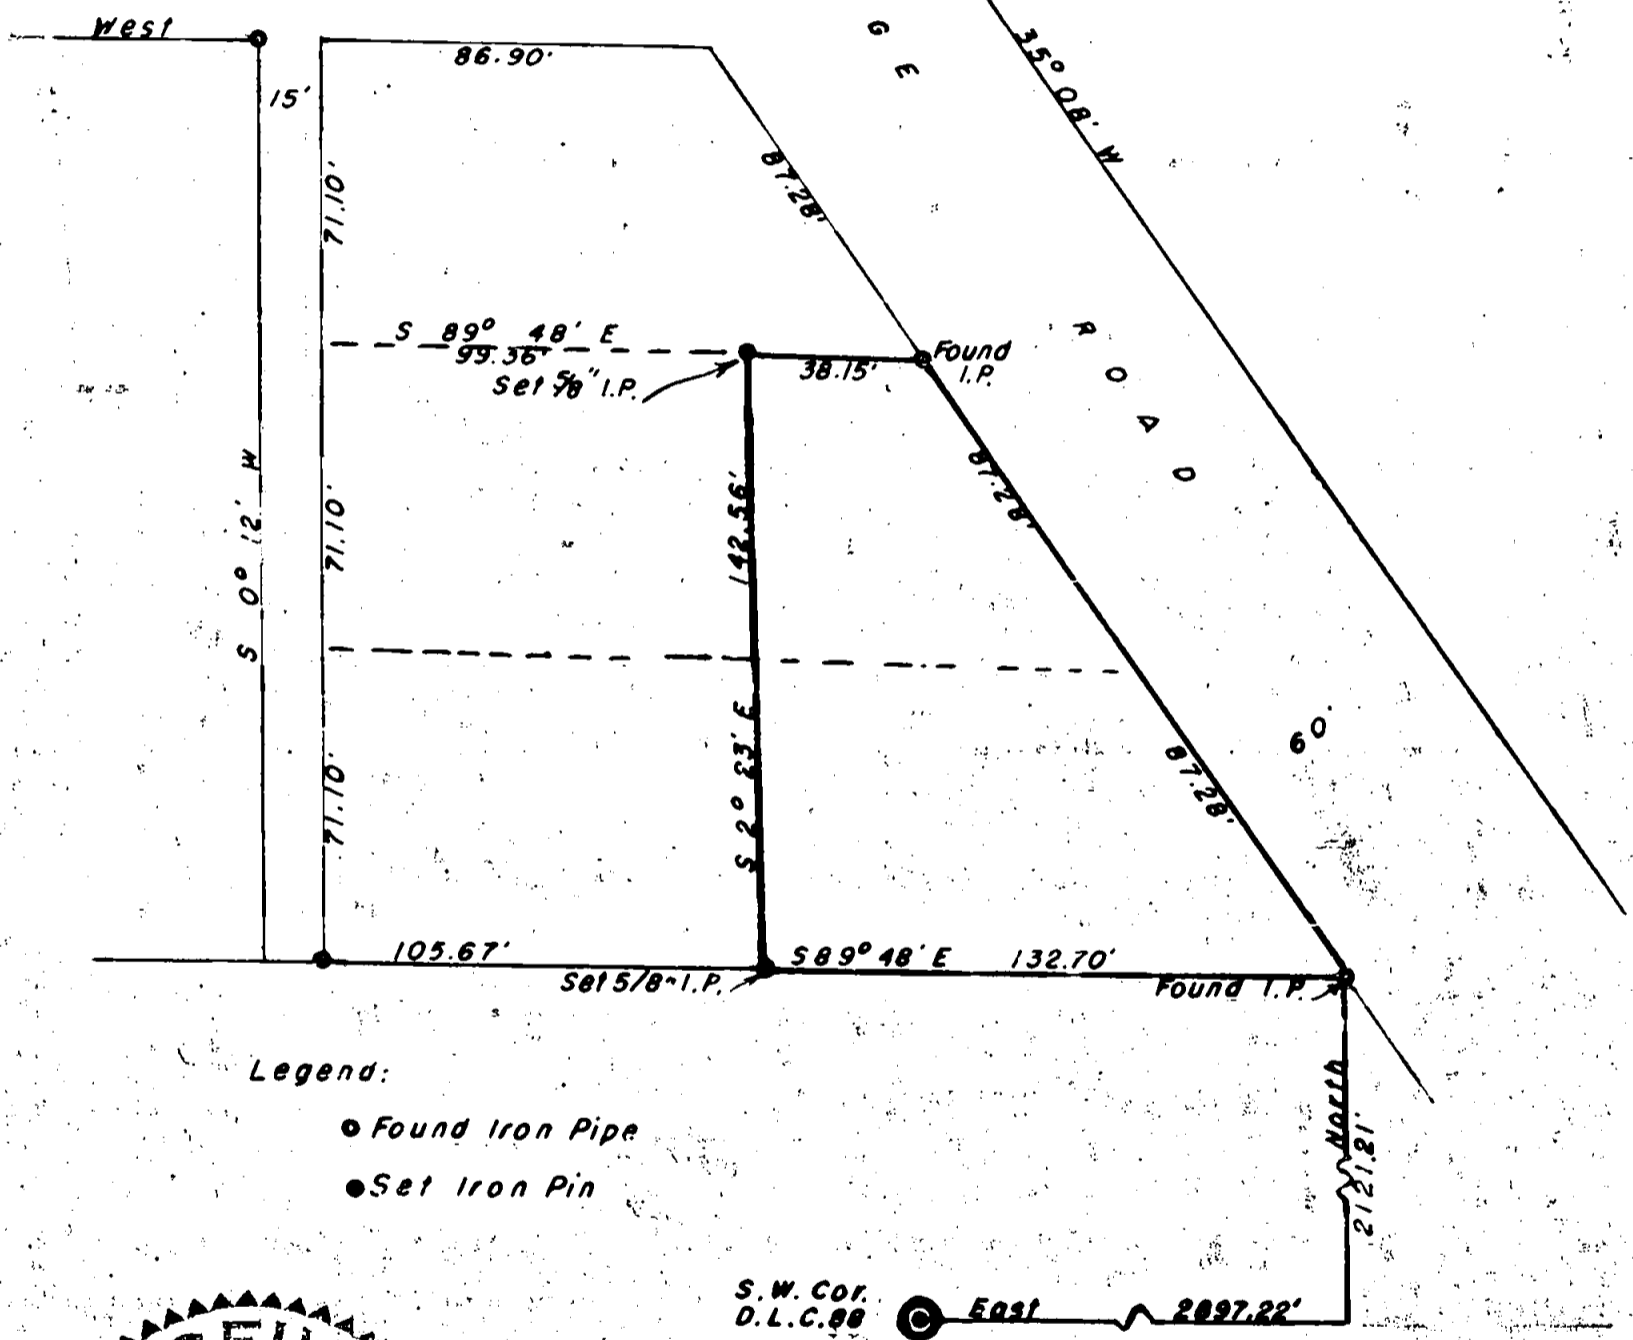 West
15'
86.90'
G E
35° 08' W
87.28'
71.10'
S 89° 48' E
99.36'
Set 5/8" I.P.
38.15'
Found
I.P.
R O A D
87.28'
71.10'
S 0° 12' W
142.56'
S 2° 23' E
60'
87.28'
71.10'
105.67'
Set 5/8" I.P.
S 89° 48' E 132.70'
Found I.P.
Legend:
Found Iron Pipe
Set Iron Pin
North
2121.21'
S.W. Cor.
D.L.C. 88
East 2897.22'